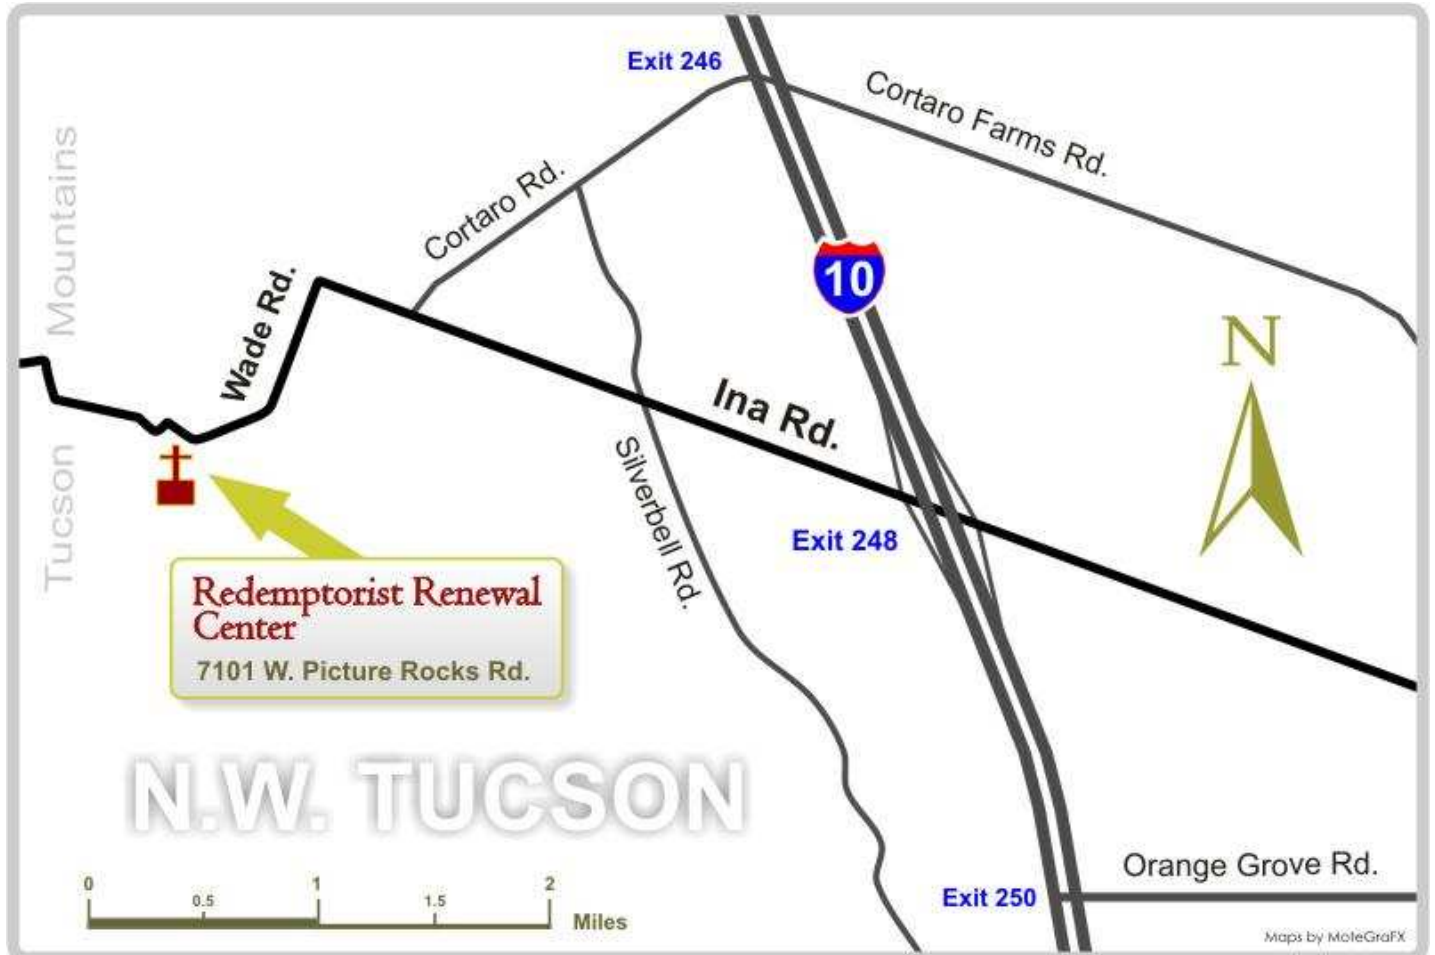 Exit 246
Cortaro Farms Rd.
Cortaro Rd.
Tucson Mountains
Wade Rd.
10
N
Ina Rd.
Silverbell Rd.
Exit 248
Redemptorist Renewal
Center
7101 W. Picture Rocks Rd.
N.W. TUCSON
Orange Grove Rd.
Exit 250
0 0.5 1 1.5 2
Miles
Maps by MoteGraFX